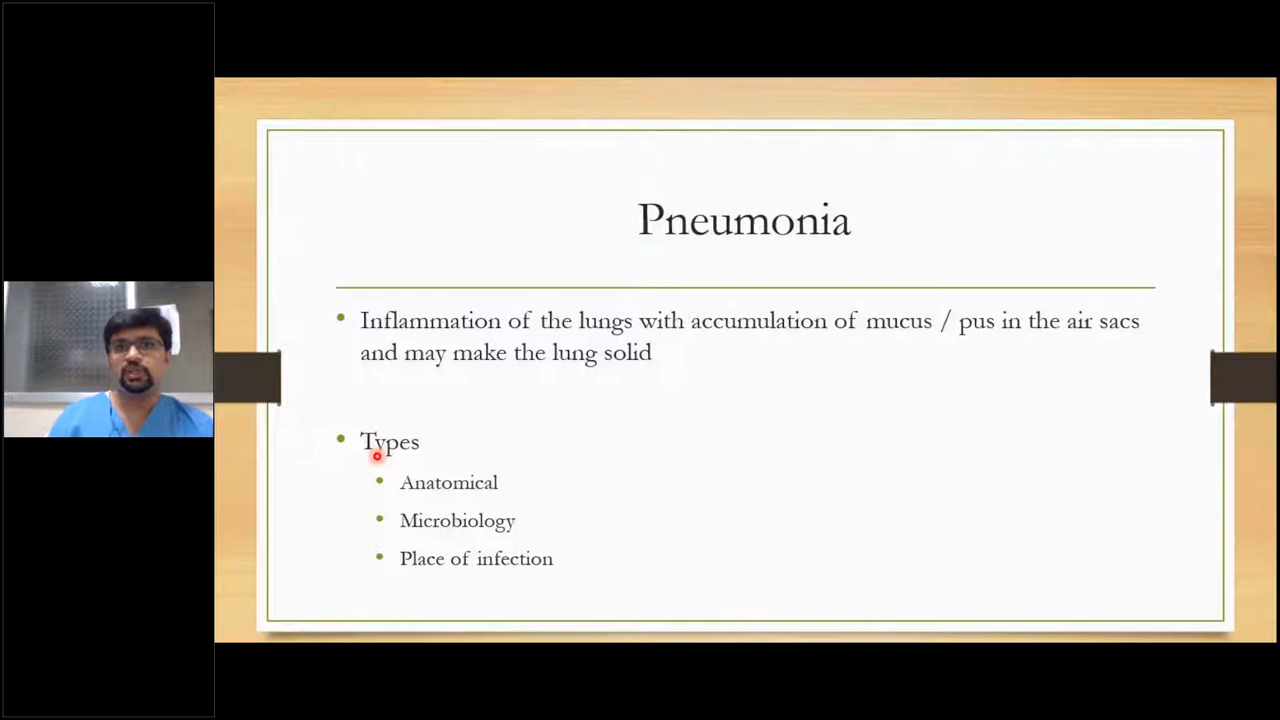 Pneumonia
Inflammation of the lungs with accumulation of mucus / pus in the air sacs
and may make the lung solid
Types
Anatomical
Microbiology
Place of infection